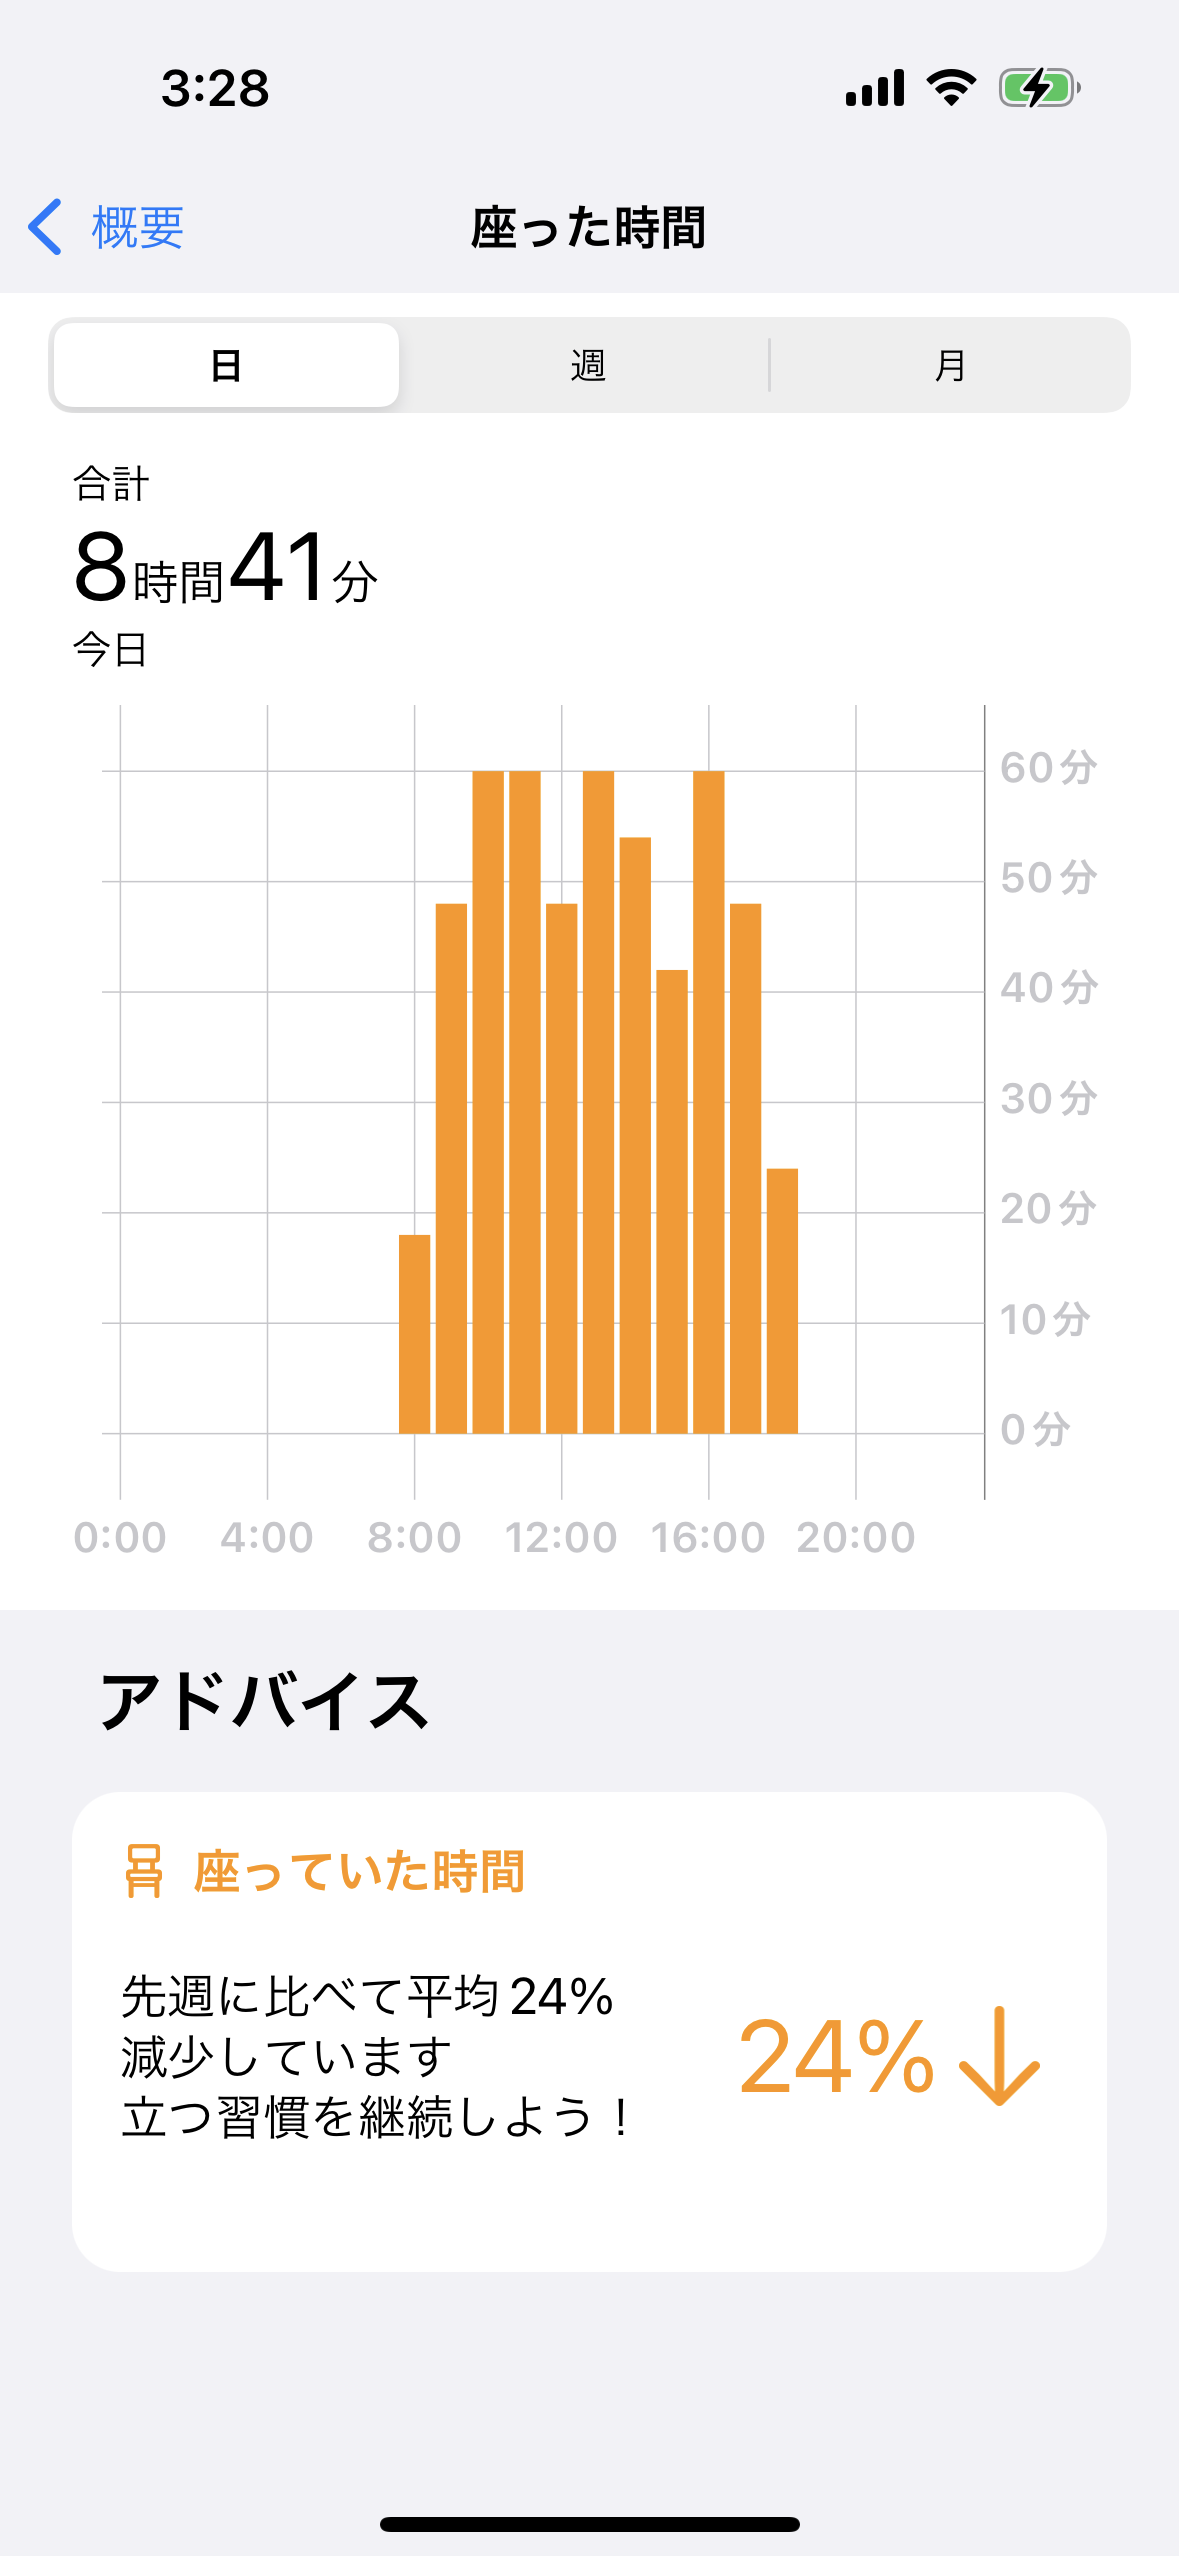 3:28
概要
座った時間
日 週 月
合計
8時間41分
今日
60分
50分
40分
30分
20分
10分
0分
0:00 4:00 8:00 12:00 16:00 20:00
アドバイス
座っていた時間
先週に比べて平均 24%
減少しています
立つ習慣を継続しよう！
24%